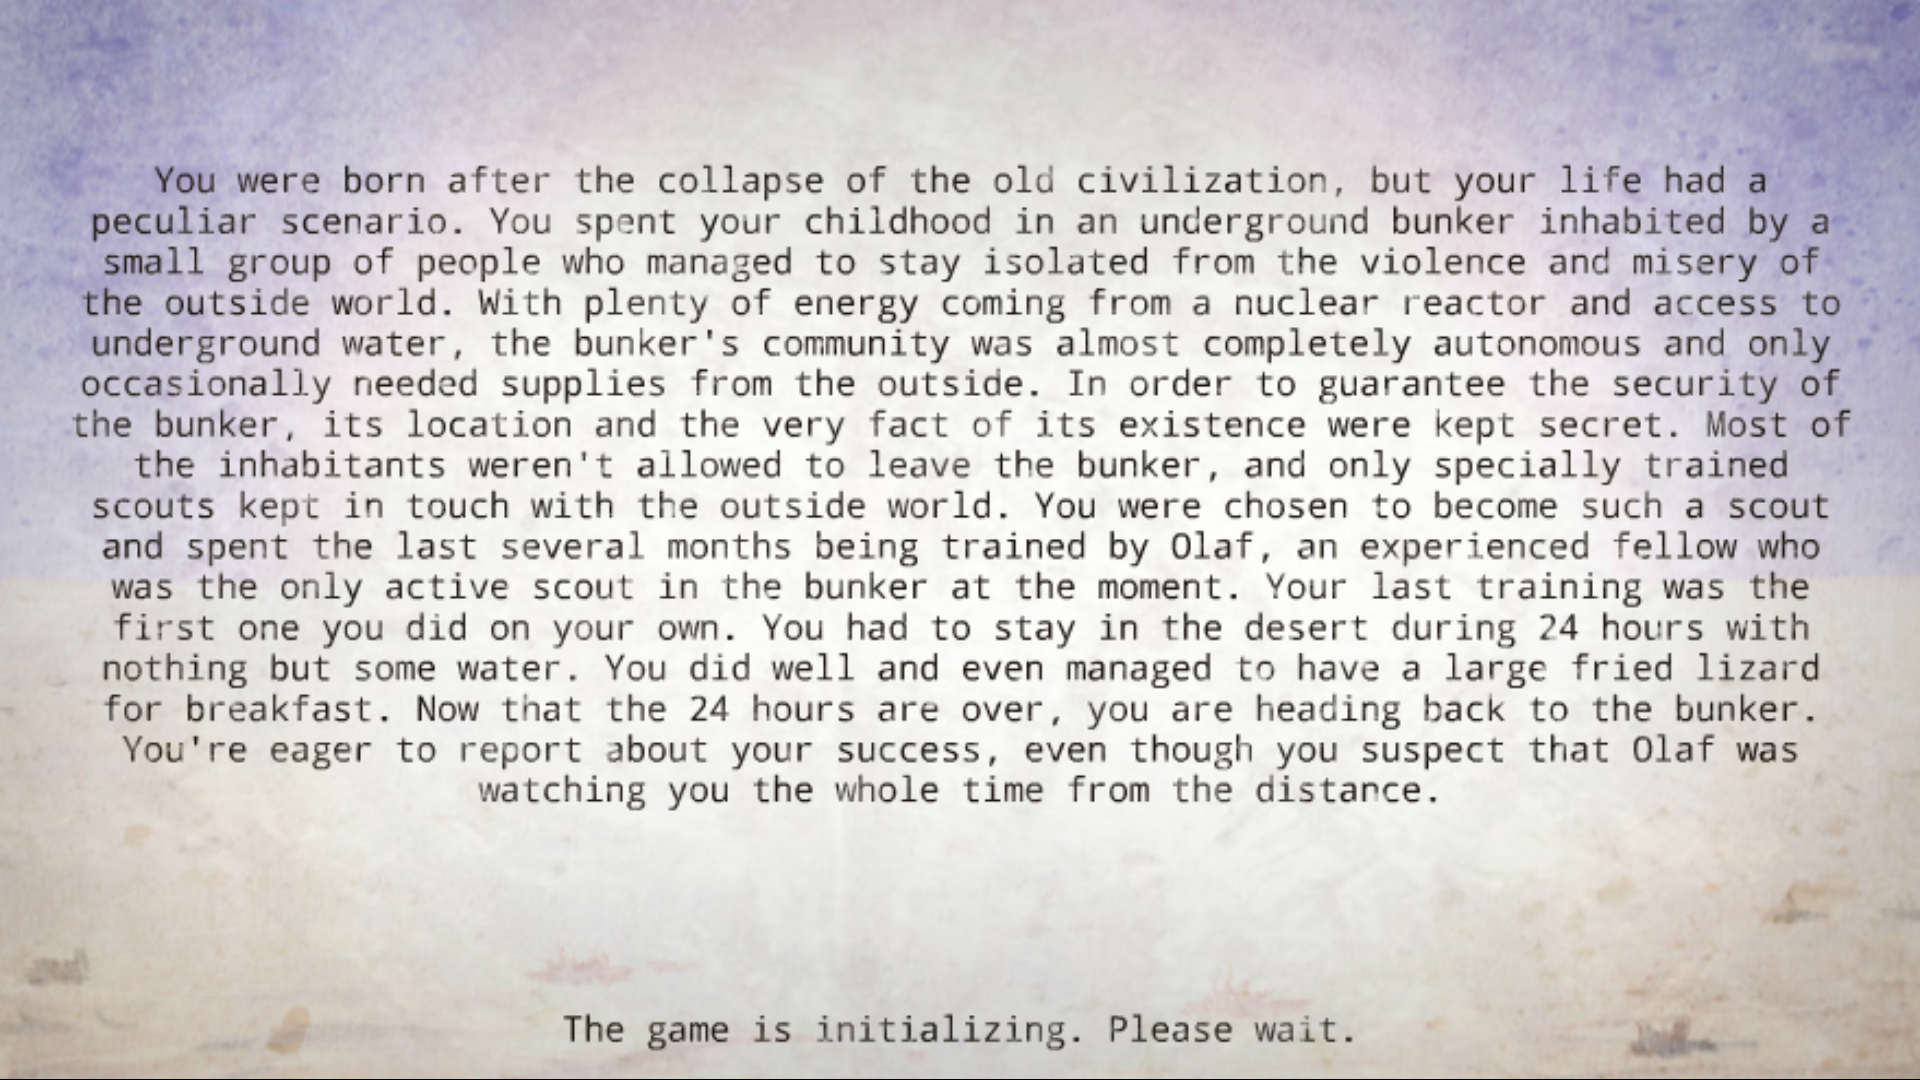 You were born after the collapse of the old civilization, but your life had a
peculiar scenario. You spent your childhood in an underground bunker inhabited by a
small group of people who managed to stay isolated from the violence and misery of
the outside world. With plenty of energy coming from a nuclear reactor and access to
underground water, the bunker's community was almost completely autonomous and only
occasionally needed supplies from the outside. In order to guarantee the security of
the bunker, its location and the very fact of its existence were kept secret. Most of
the inhabitants weren't allowed to leave the bunker, and only specially trained
scouts kept in touch with the outside world. You were chosen to become such a scout
and spent the last several months being trained by Olaf, an experienced fellow who
was the only active scout in the bunker at the moment. Your last training was the
first one you did on your own. You had to stay in the desert during 24 hours with
nothing but some water. You did well and even managed to have a large fried lizard
for breakfast. Now that the 24 hours are over, you are heading back to the bunker.
You're eager to report about your success, even though you suspect that Olaf was
watching you the whole time from the distance.
The game is initializing. Please wait.